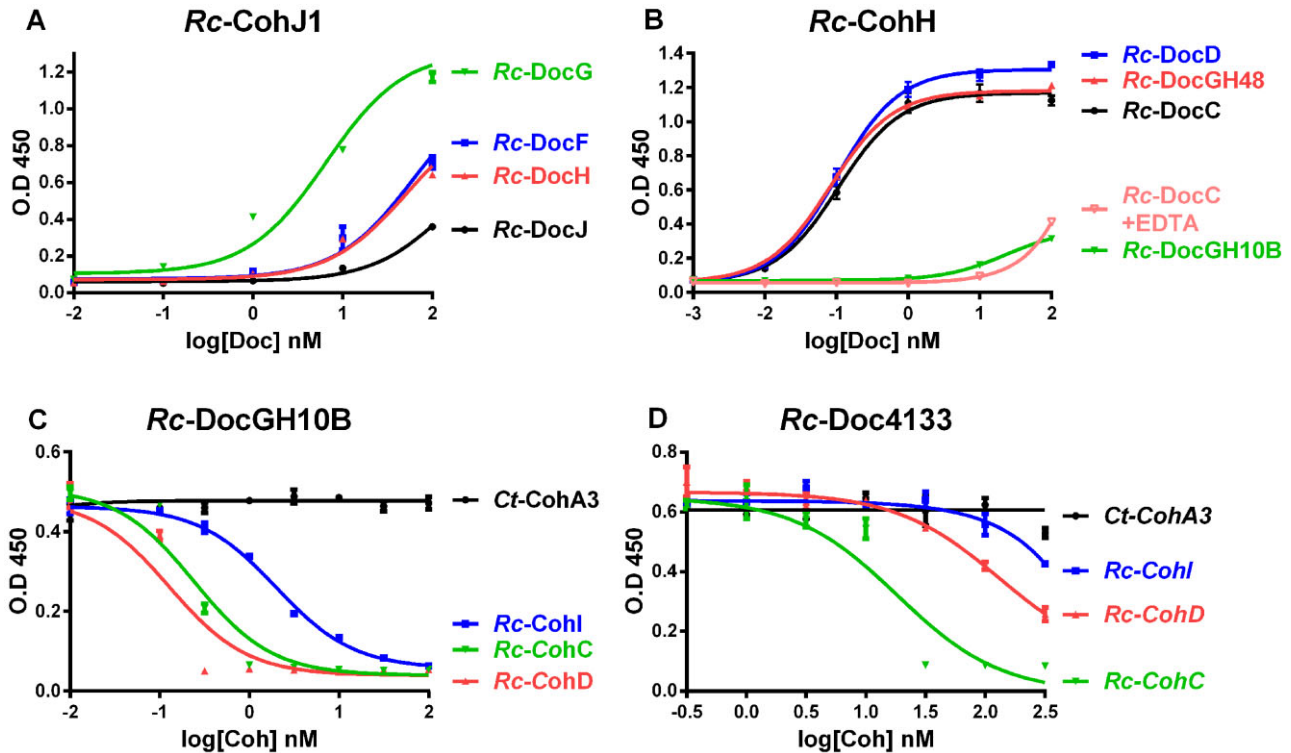 A
Rc-CohJ1
1.2
1.0
0.8
0.6
0.4
0.2
0.0
O.D 450
-2
-1
0
1
2
log[Doc] nM
Rc-DocG
Rc-DocF
Rc-DocH
Rc-DocJ
B
Rc-CohH
1.4
1.2
1.0
0.8
0.6
0.4
0.2
0.0
O.D 450
-3
-2
-1
0
1
2
log[Doc] nM
Rc-DocD
Rc-DocGH48
Rc-DocC
Rc-DocC
+EDTA
Rc-DocGH10B
C
Rc-DocGH10B
0.6
0.4
0.2
0.0
O.D 450
-2
-1
0
1
2
log[Coh] nM
Ct-CohA3
Rc-CohI
Rc-CohC
Rc-CohD
D
Rc-Doc4133
0.8
0.6
0.4
0.2
0.0
O.D 450
-0.5
0.0
0.5
1.0
1.5
2.0
2.5
log[Coh] nM
Ct-CohA3
Rc-CohI
Rc-CohD
Rc-CohC